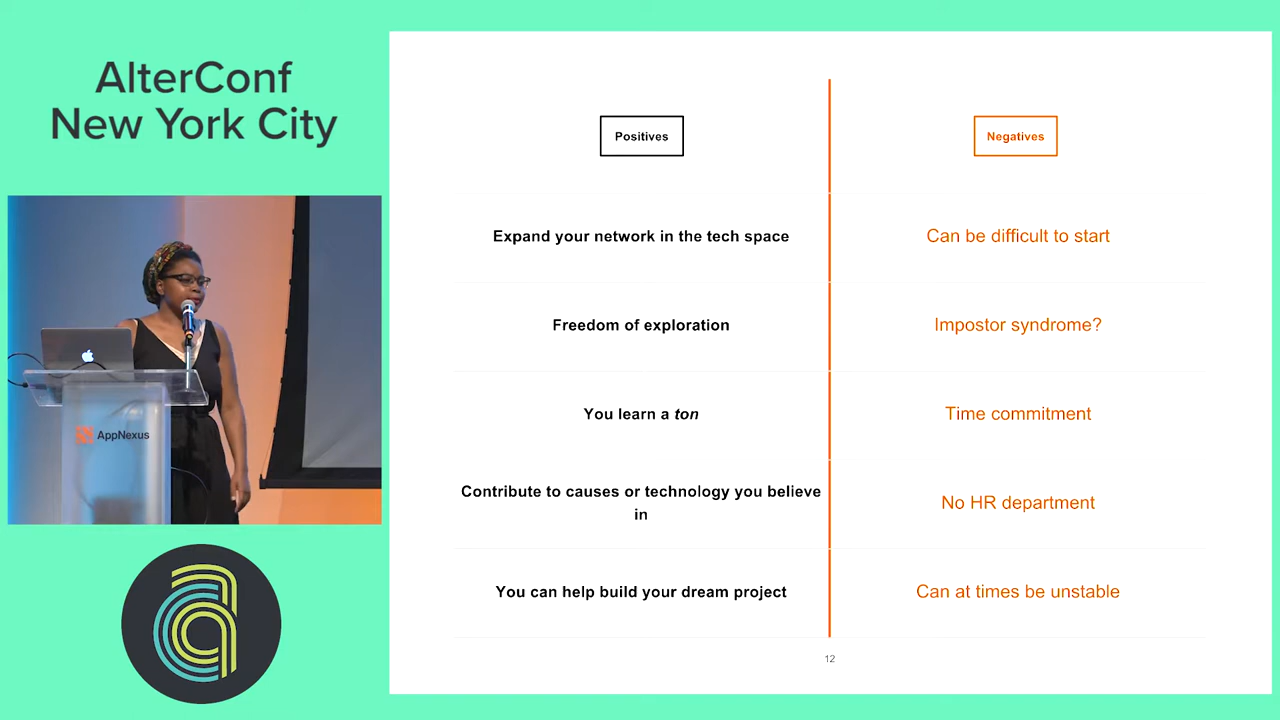 AlterConf
New York City
AppNexus
Positives
Negatives
Expand your network in the tech space
Can be difficult to start
Freedom of exploration
Impostor syndrome?
You learn a ton
Time commitment
Contribute to causes or technology you believe
in
No HR department
You can help build your dream project
Can at times be unstable
12